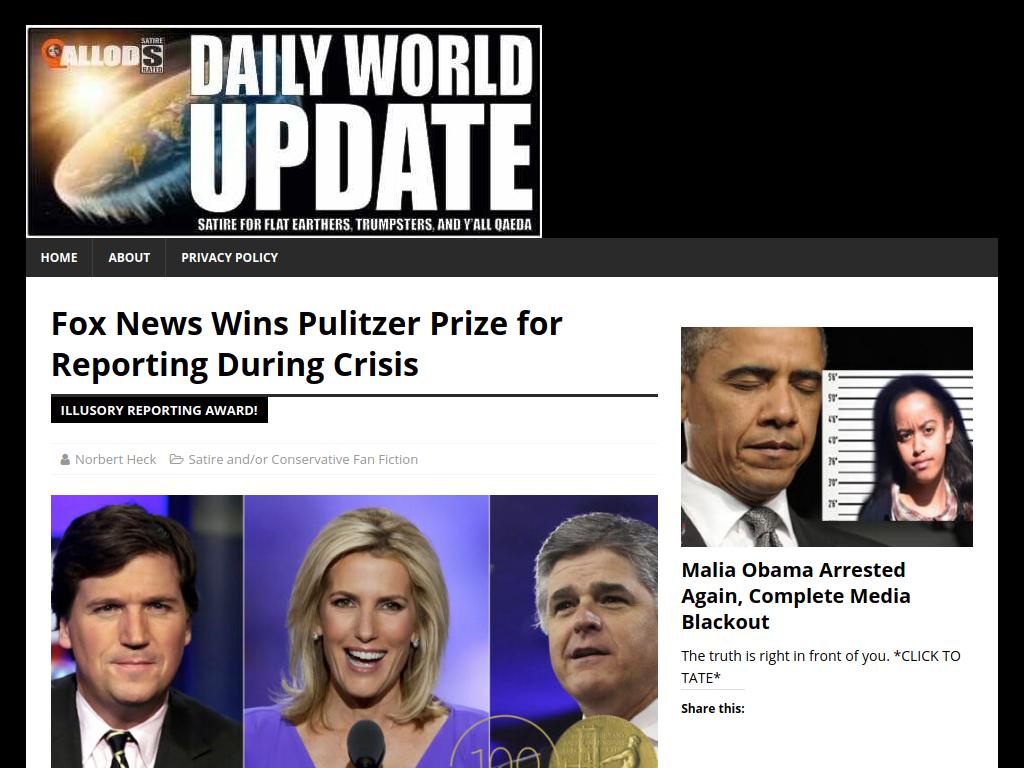 ALLOD
SATIRE
S
RATED
DAILY WORLD
UPDATE
SATIRE FOR FLAT EARTHERS, TRUMPSTERS, AND Y'ALL QAEDA
HOME
ABOUT
PRIVACY POLICY
Fox News Wins Pulitzer Prize for
Reporting During Crisis
ILLUSORY REPORTING AWARD!
Norbert Heck
Satire and/or Conservative Fan Fiction
100
5'6"
5'0"
4'0"
3'6"
3'0"
2'6"
Malia Obama Arrested
Again, Complete Media
Blackout
The truth is right in front of you. *CLICK TO
TATE*
Share this: